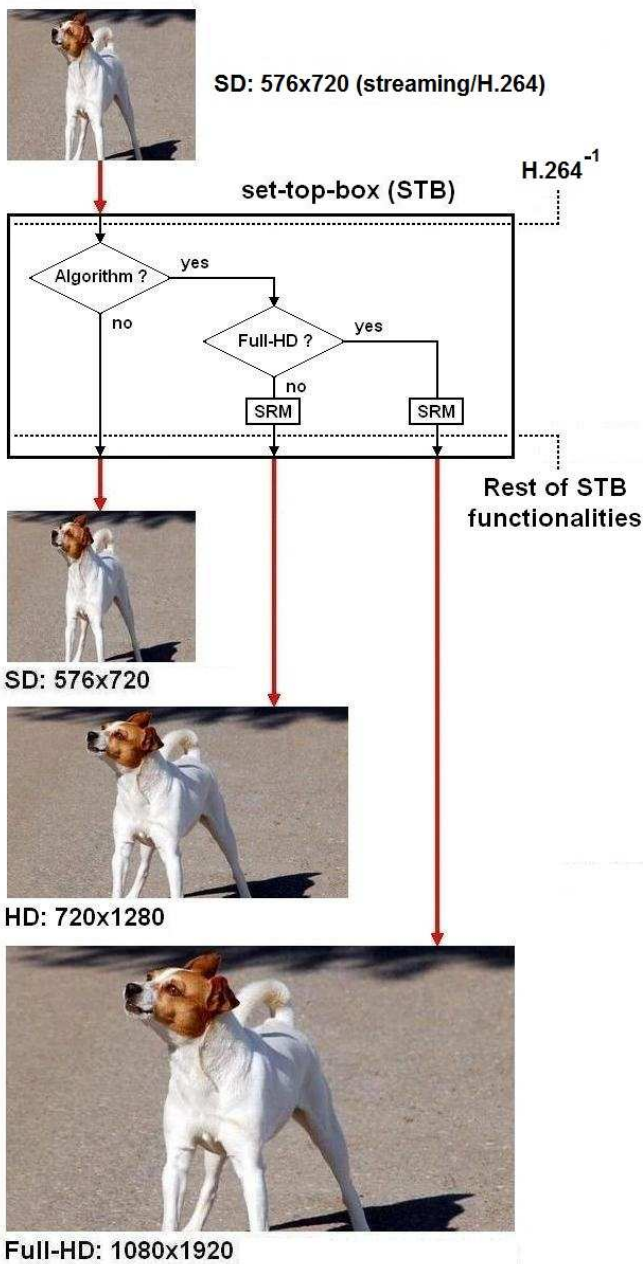 SD: 576x720 (streaming/H.264)
H.264-1
set-top-box (STB)
Algorithm ?
yes
no
Full-HD ?
yes
no
SRM
SRM
Rest of STB
functionalities
SD: 576x720
HD: 720x1280
Full-HD: 1080x1920